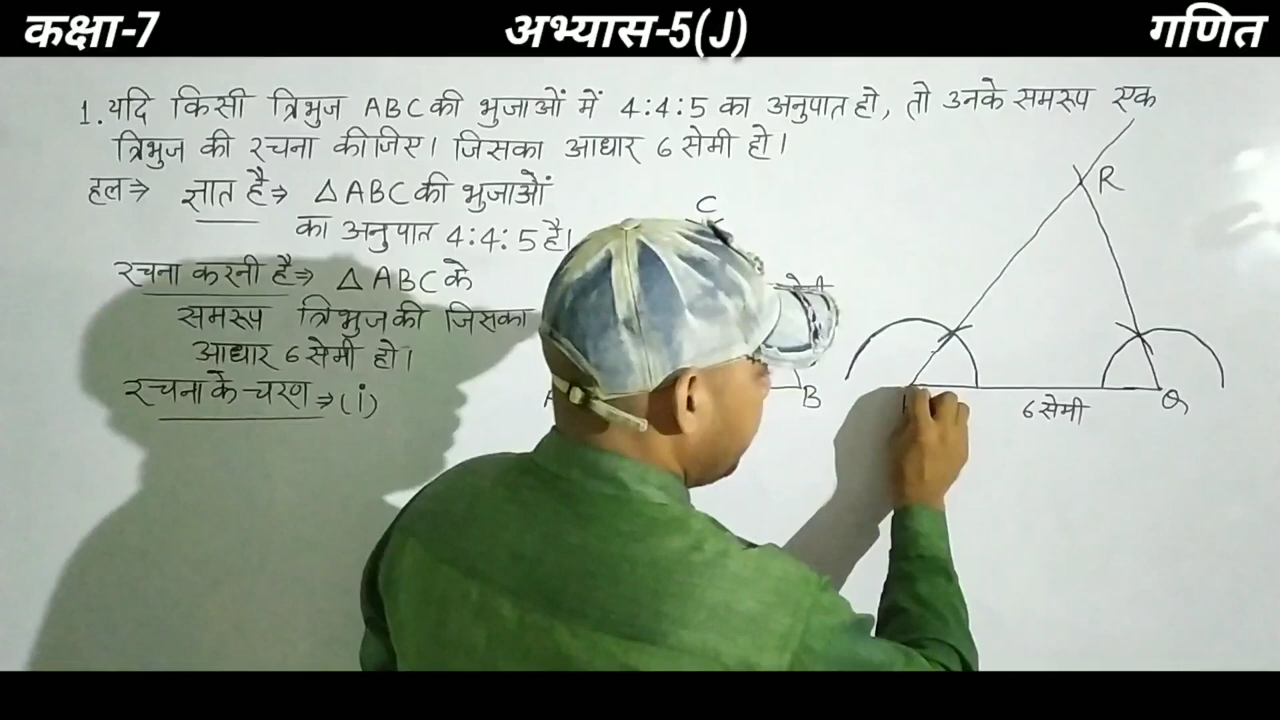 कक्षा-7 अभ्यास-5(J) गणित
1. यदि किसी त्रिभुज ABC की भुजाओं में 4:4:5 का अनुपात हो, तो उनके समरूप एक
त्रिभुज की रचना कीजिए। जिसका आधार 6 सेमी हो।
हल⇒ ज्ञात है⇒ △ABC की भुजाओं
का अनुपात 4:4:5 है।
रचना करनी है⇒ △ABC के
समरूप त्रिभुज की जिसका
आधार 6 सेमी हो।
रचना के चरण⇒(i)
C
B
R
6 सेमी
Q